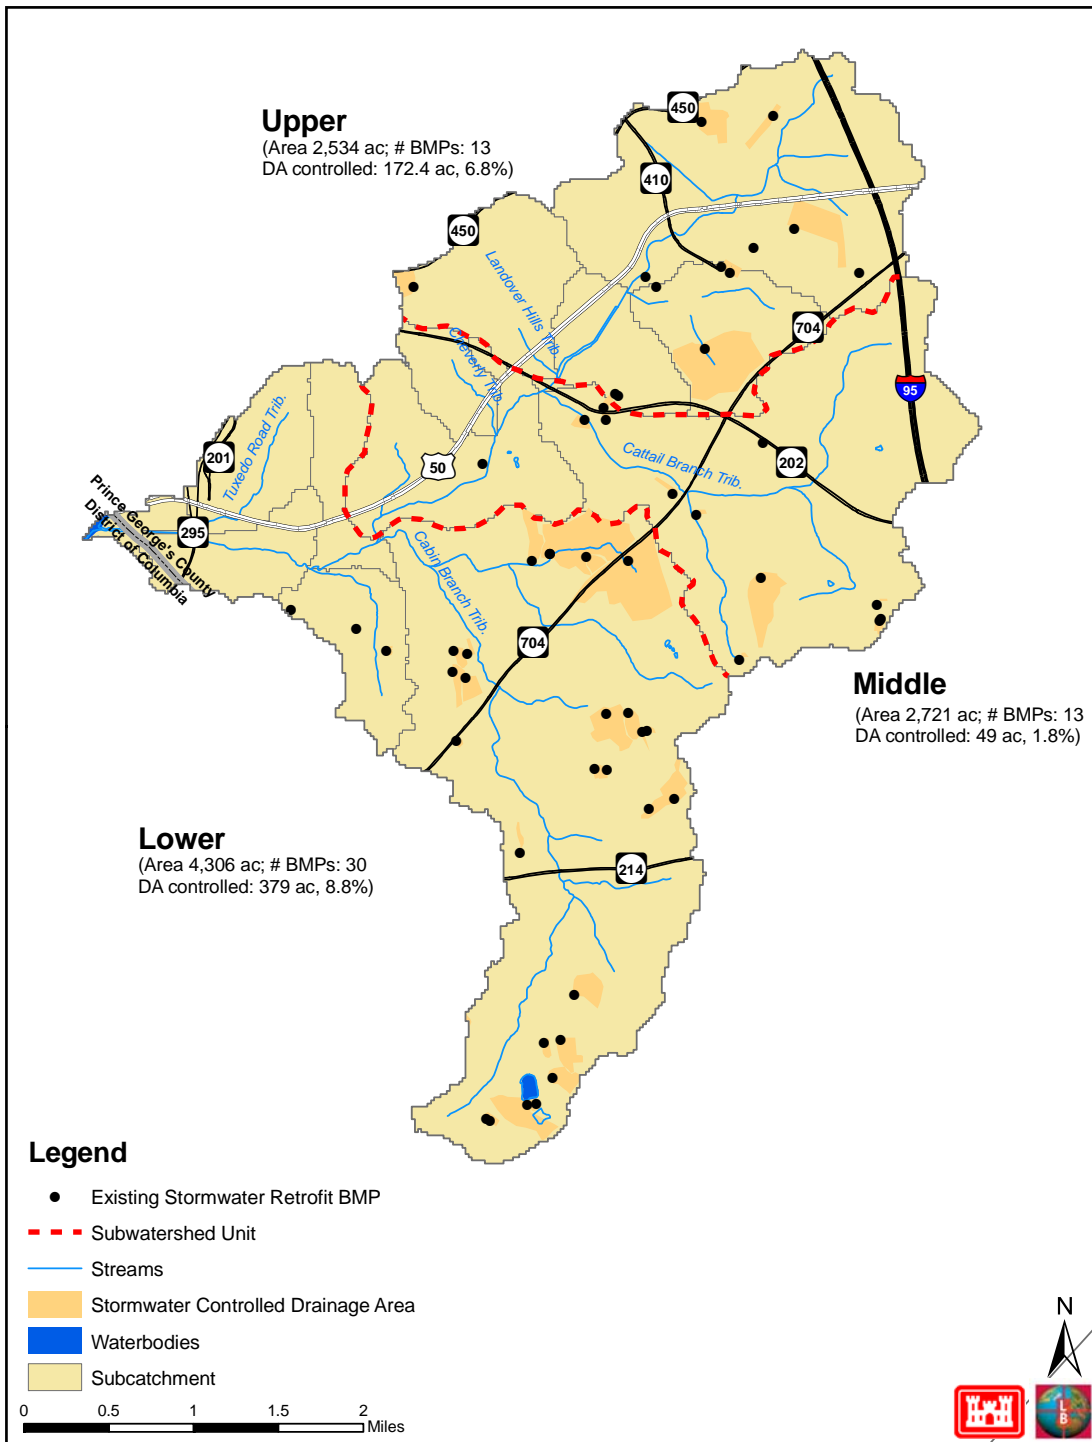 Upper
(Area 2,534 ac; # BMPs: 13
DA controlled: 172.4 ac, 6.8%)
450
410
450
Landover Hills Trib.
Cheverly Trib.
704
95
Tuxedo Road Trib.
201
50
Cattail Branch Trib.
202
Prince George's County
District of Columbia
295
Cabin Branch Trib.
704
Middle
(Area 2,721 ac; # BMPs: 13
DA controlled: 49 ac, 1.8%)
Lower
(Area 4,306 ac; # BMPs: 30
DA controlled: 379 ac, 8.8%)
214
Legend
Existing Stormwater Retrofit BMP
Subwatershed Unit
Streams
Stormwater Controlled Drainage Area
Waterbodies
Subcatchment
0 0.5 1 1.5 2
Miles
N
L
B